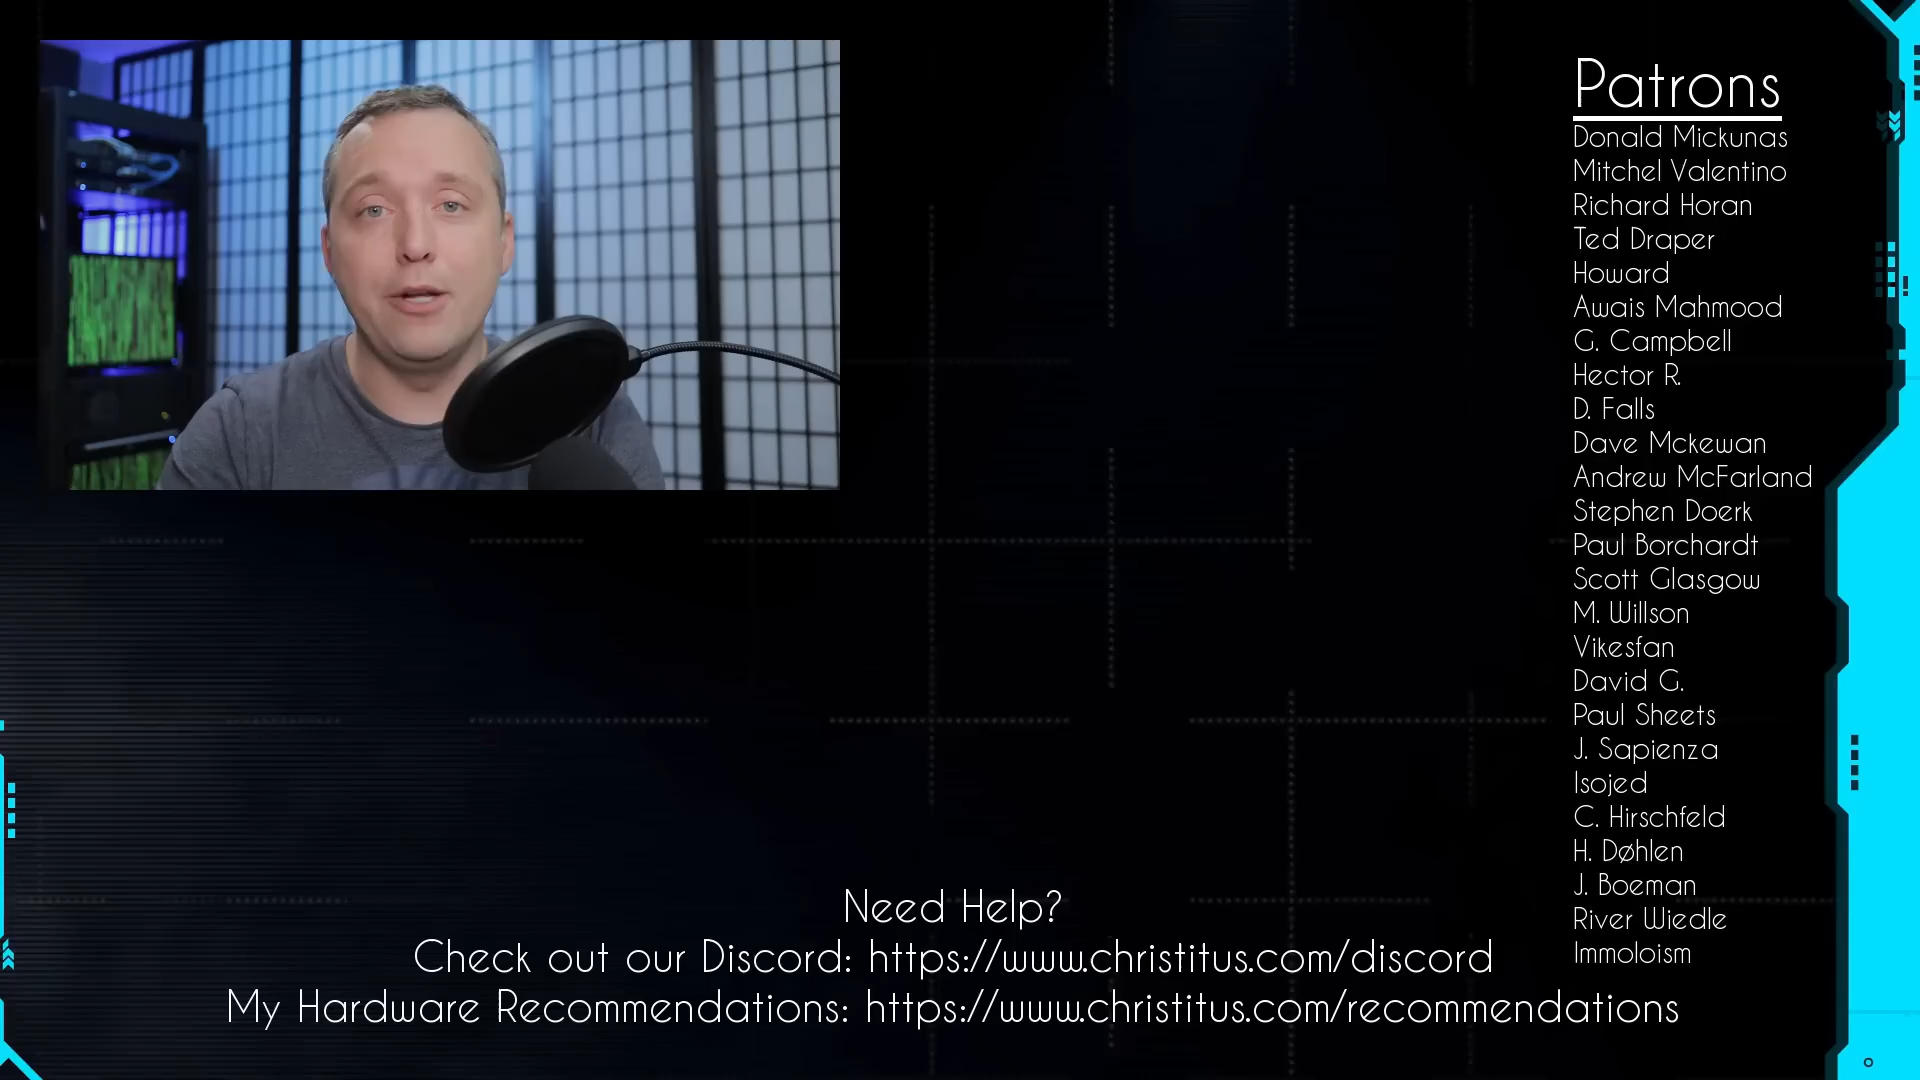 Patrons
Donald Mickunas
Mitchel Valentino
Richard Horan
Ted Draper
Howard
Awais Mahmood
G. Campbell
Hector R.
D. Falls
Dave Mckewan
Andrew McFarland
Stephen Doerk
Paul Borchardt
Scott Glasgow
M. Willson
Vikesfan
David G.
Paul Sheets
J. Sapienza
Isojed
C. Hirschfeld
H. Døhlen
J. Boeman
River Wiedle
Immoloism
Need Help?
Check out our Discord: https://www.christitus.com/discord
My Hardware Recommendations: https://www.christitus.com/recommendations